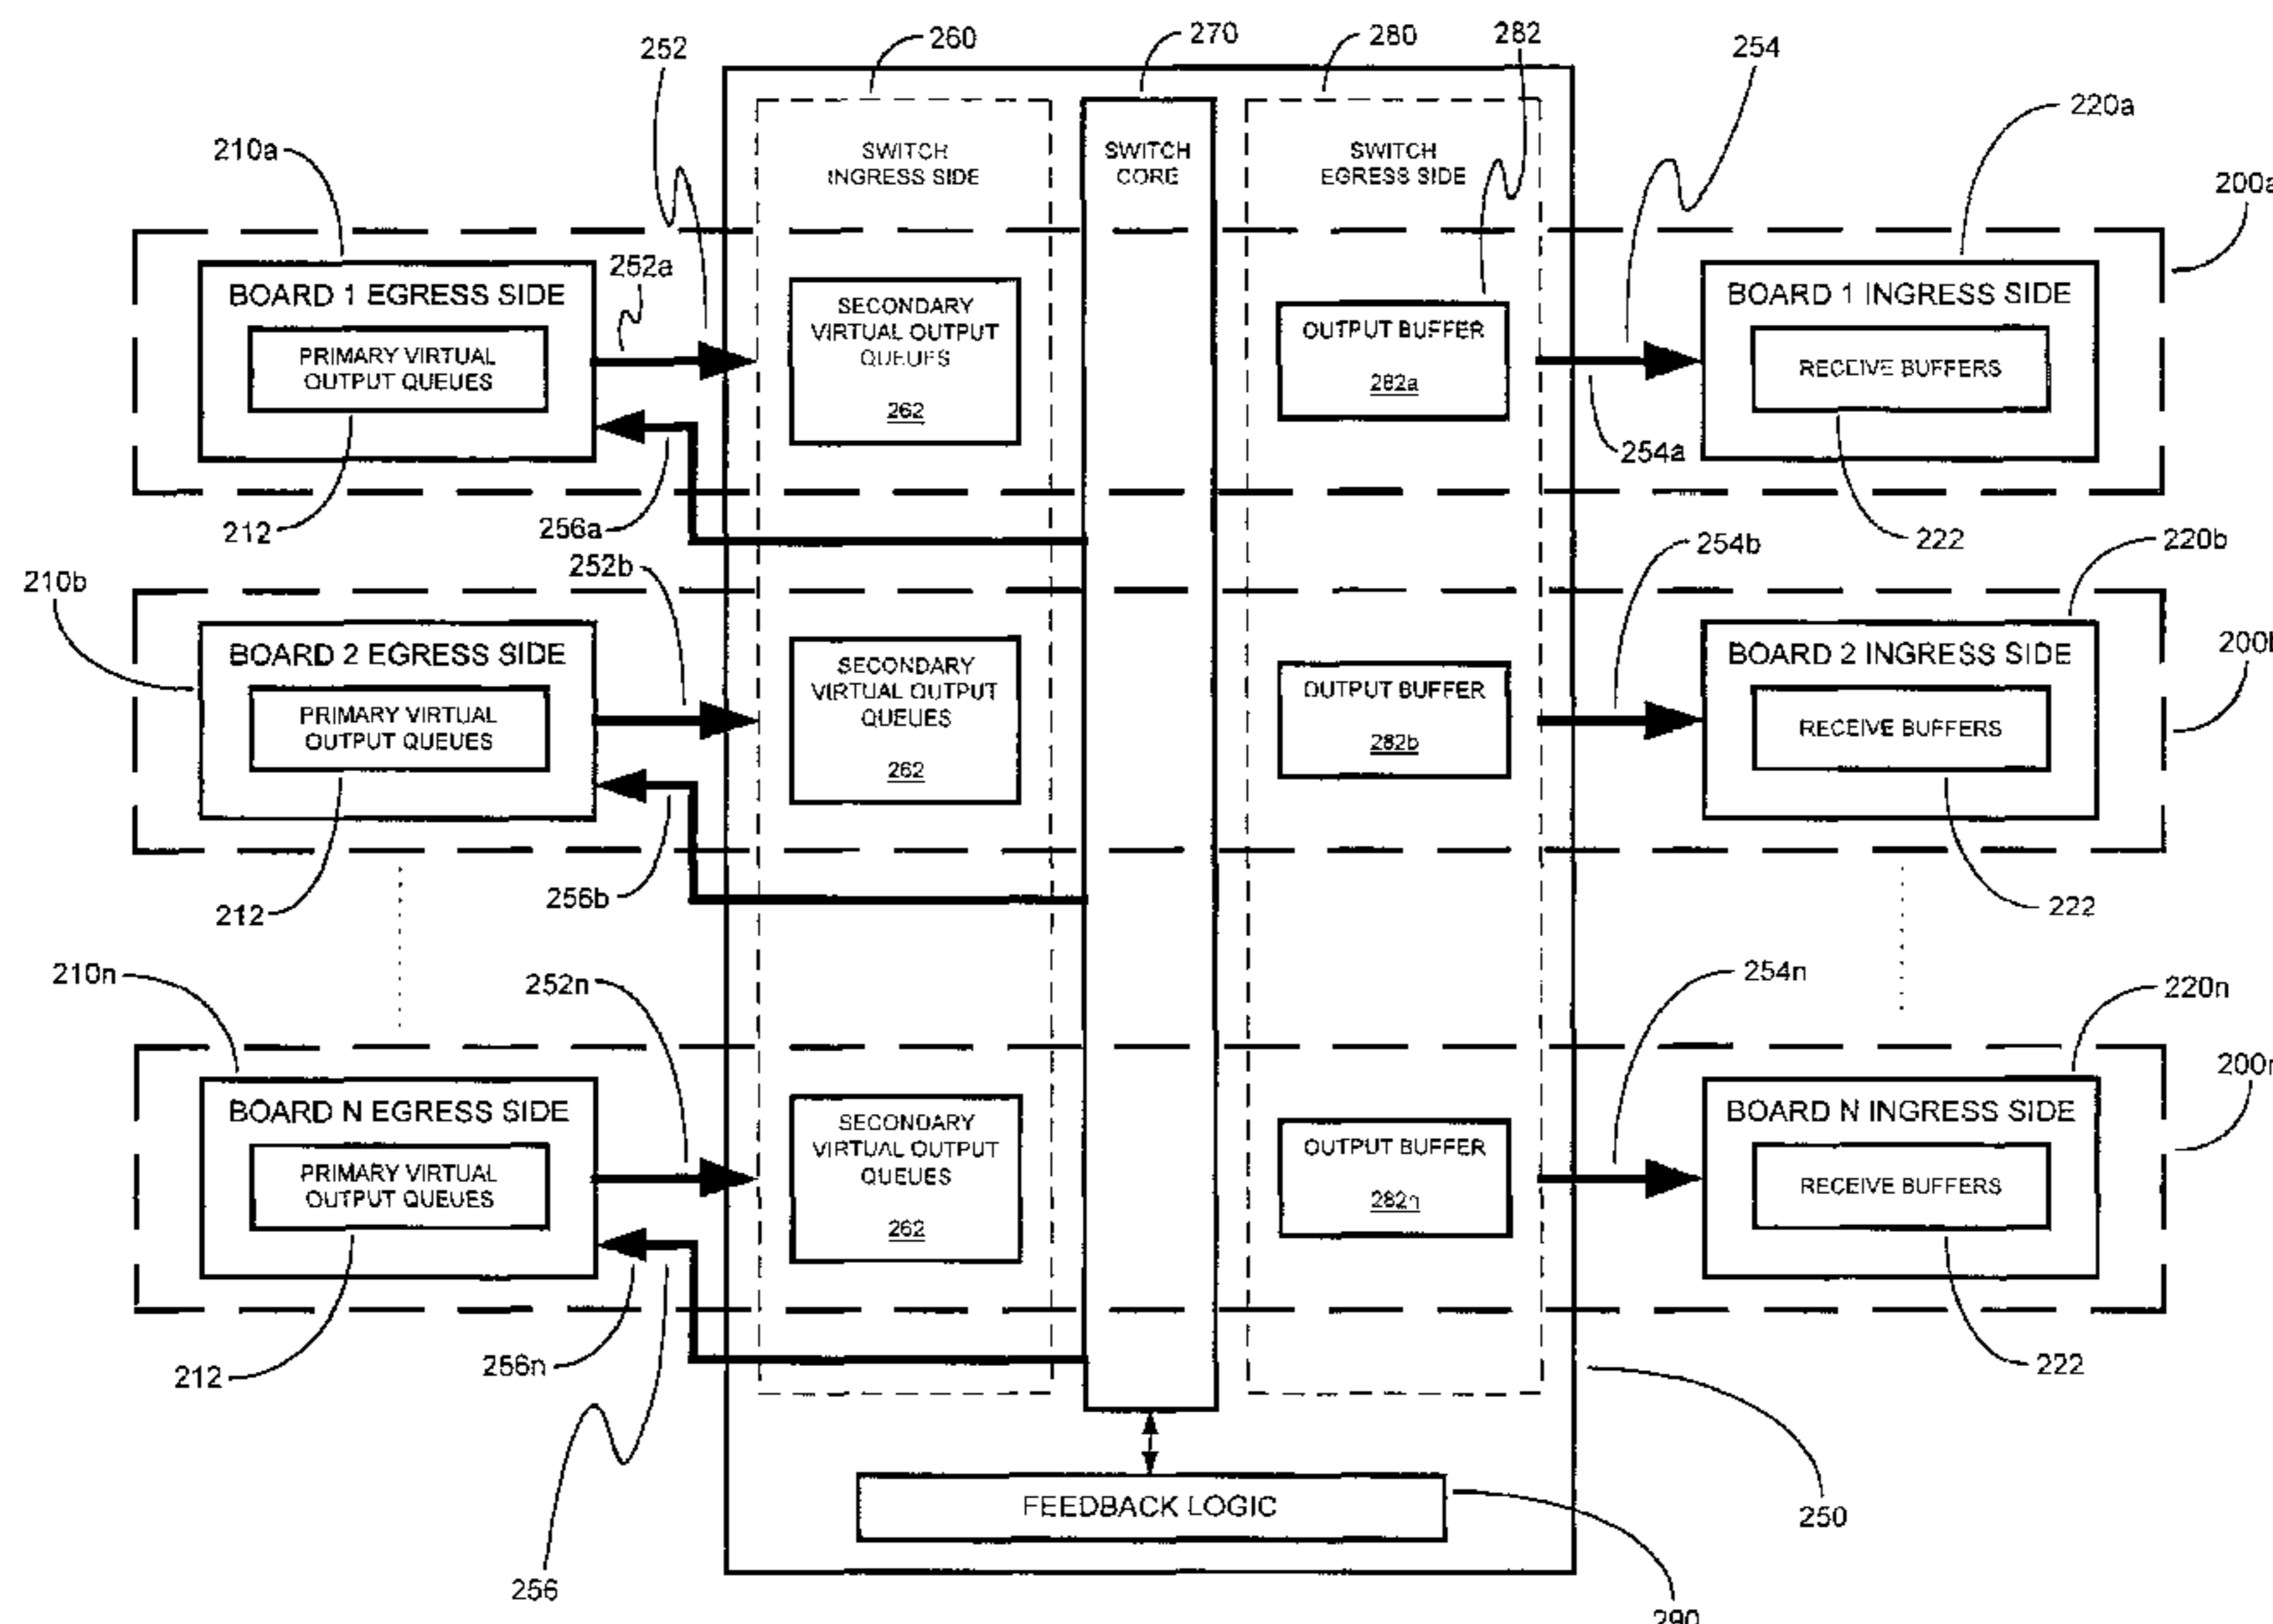 252
260
270
280
282
254
220a
210a
200a
SWITCH
INGRESS SIDE
SWITCH
CORE
SWITCH
EGRESS SIDE
252a
BOARD 1 EGRESS SIDE
PRIMARY VIRTUAL
OUTPUT QUEUES
SECONDARY
VIRTUAL OUTPUT
QUEUES
262
OUTPUT BUFFER
282a
BOARD 1 INGRESS SIDE
RECEIVE BUFFERS
254a
212
256a
222
252b
254b
220b
210b
200b
BOARD 2 EGRESS SIDE
PRIMARY VIRTUAL
OUTPUT QUEUES
SECONDARY
VIRTUAL OUTPUT
QUEUES
262
OUTPUT BUFFER
282b
BOARD 2 INGRESS SIDE
RECEIVE BUFFERS
212
256b
222
210n
252n
254n
220n
200n
BOARD N EGRESS SIDE
PRIMARY VIRTUAL
OUTPUT QUEUES
SECONDARY
VIRTUAL OUTPUT
QUEUES
262
OUTPUT BUFFER
282n
BOARD N INGRESS SIDE
RECEIVE BUFFERS
212
256n
222
FEEDBACK LOGIC
250
256
290